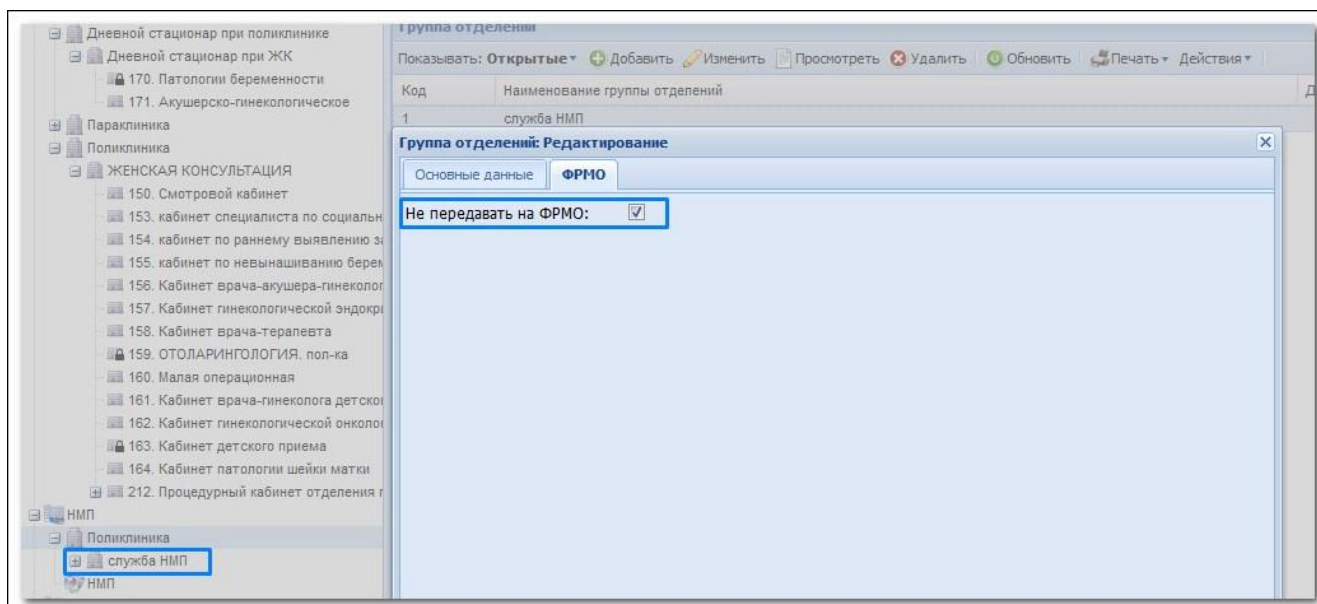 Дневной стационар при поликлинике
Дневной стационар при ЖК
170. Патологии беременности
171. Акушерско-гинекологическое
Параклиника
Поликлиника
ЖЕНСКАЯ КОНСУЛЬТАЦИЯ
150. Смотровой кабинет
153. кабинет специалиста по социальн
154. кабинет по раннему выявлению за
155. кабинет по невынашиванию берем
156. Кабинет врача-акушера-гинеколог
157. Кабинет гинекологической эндокри
158. Кабинет врача-терапевта
159. ОТОЛАРИНГОЛОГИЯ. пол-ка
160. Малая операционная
161. Кабинет врача-гинеколога детског
162. Кабинет гинекологической онколог
163. Кабинет детского приема
164. Кабинет патологии шейки матки
212. Процедурный кабинет отделения г
НМП
Поликлиника
служба НМП
НМП
Группа отделений
Показывать: Открытые Добавить Изменить Просмотреть Удалить Обновить Печать Действия
Код Наименование группы отделений Д
1 служба НМП
Группа отделений: Редактирование
Основные данные ФРМО
Не передавать на ФРМО: